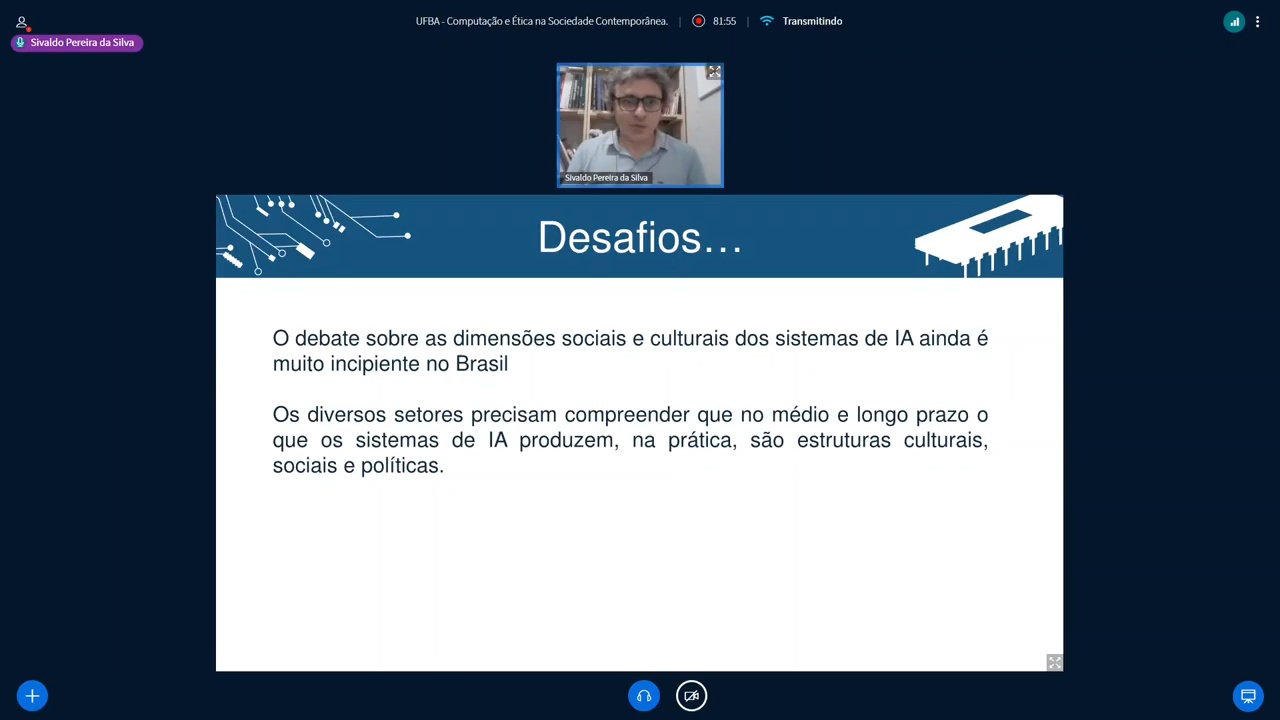 UFBA - Computação e Ética na Sociedade Contemporânea.
81:55
Transmitindo
Sivaldo Pereira da Silva
Sivaldo Pereira da Silva
Desafios...
O debate sobre as dimensões sociais e culturais dos sistemas de IA ainda é
muito incipiente no Brasil
Os diversos setores precisam compreender que no médio e longo prazo o
que os sistemas de IA produzem, na prática, são estruturas culturais,
sociais e políticas.